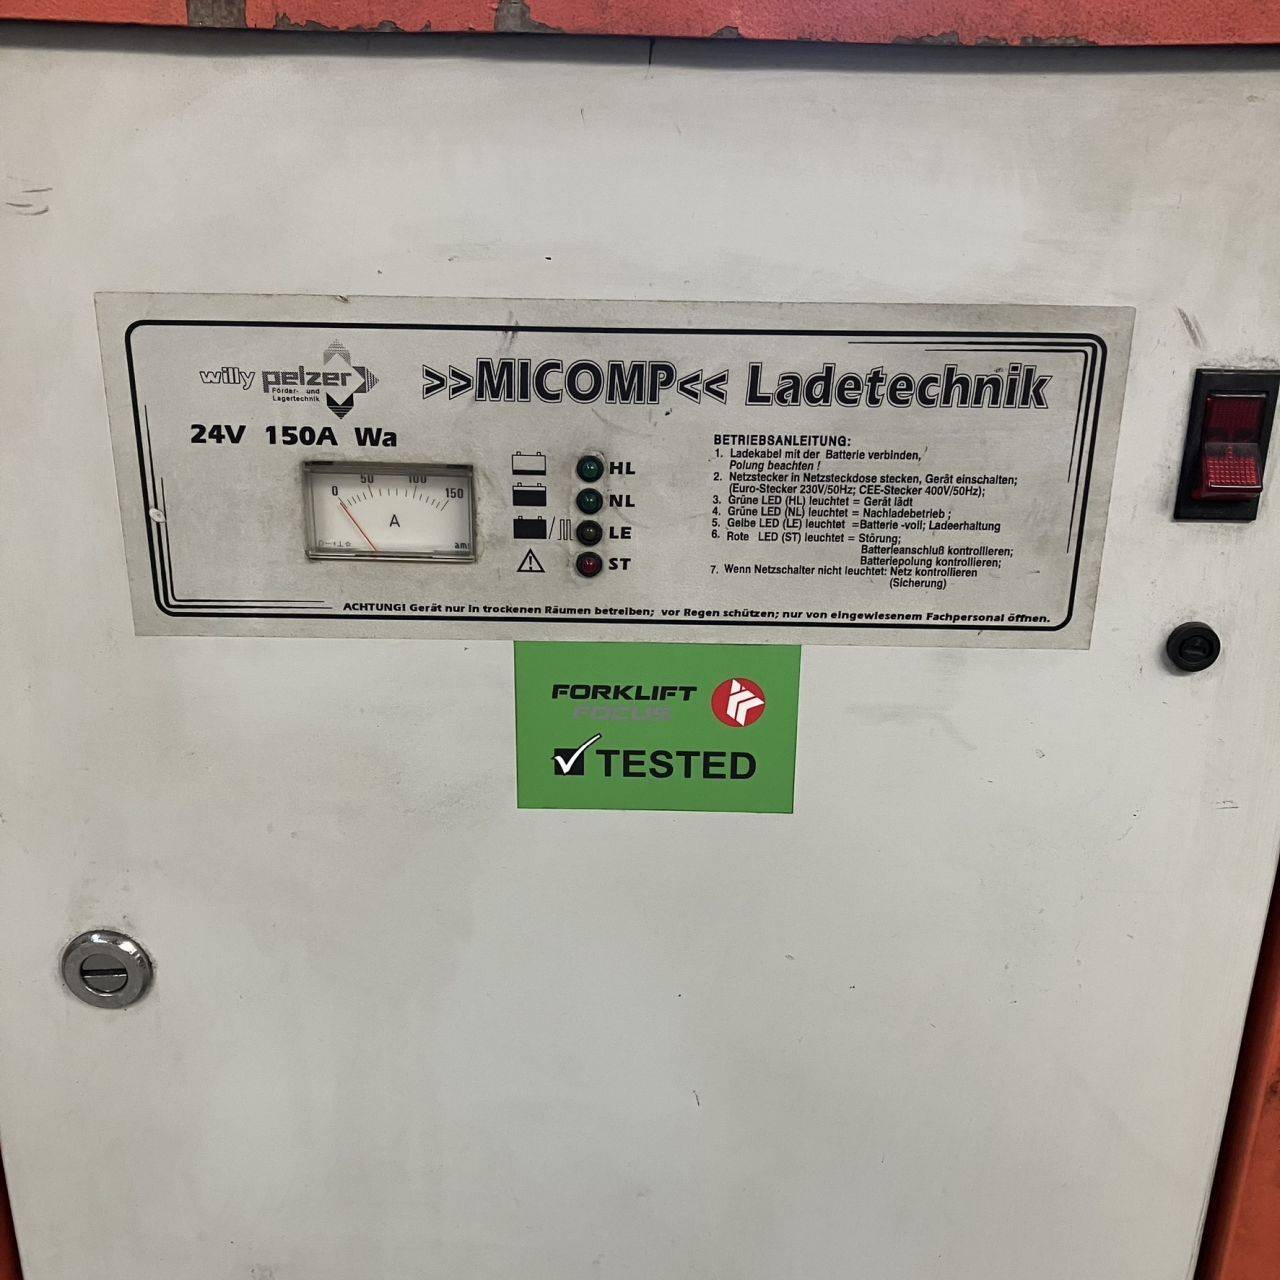 willy pelzer
Förder- und
Lagertechnik
>>MICOMP<< Ladetechnik
24V 150A Wa
0 50 100 150
A
HL
NL
LE
ST
BETRIEBSANLEITUNG:
1. Ladekabel mit der Batterie verbinden,
Polung beachten !
2. Netzstecker in Netzsteckdose stecken, Gerät einschalten;
(Euro-Stecker 230V/50Hz; CEE-Stecker 400V/50Hz);
3. Grüne LED (HL) leuchtet = Gerät lädt
4. Grüne LED (NL) leuchtet = Nachladebetrieb ;
5. Gelbe LED (LE) leuchtet =Batterie -voll; Ladeerhaltung
6. Rote LED (ST) leuchtet = Störung;
Batterieanschluß kontrollieren;
Batteriepolung kontrollieren;
7. Wenn Netzschalter nicht leuchtet: Netz kontrollieren
(Sicherung)
ACHTUNG! Gerät nur in trockenen Räumen betreiben; vor Regen schützen; nur von eingewiesenem Fachpersonal öffnen.
FORKLIFT
FOCUS
TESTED